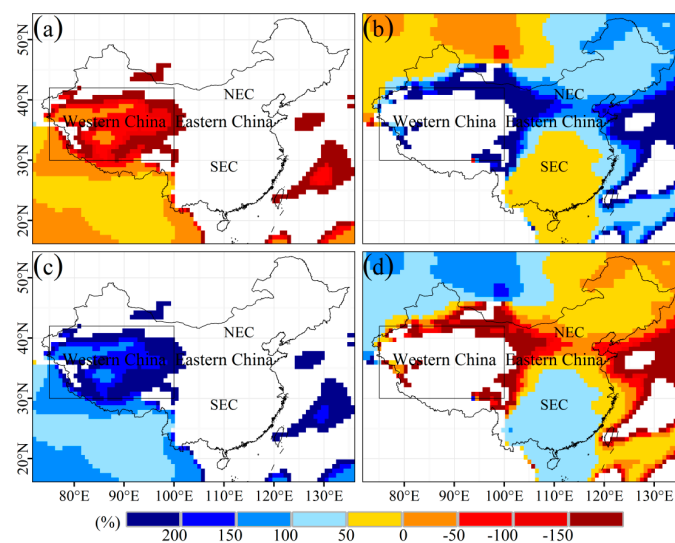 (a) (b)
50°N
40°N
30°N
20°N
NEC NEC
Western China Eastern China Western China Eastern China
SEC SEC
(c) (d)
50°N
40°N
30°N
20°N
NEC NEC
Western China Eastern China Western China Eastern China
SEC SEC
80°E 90°E 100°E 110°E 120°E 130°E 80°E 90°E 100°E 110°E 120°E 130°E
(%)
200 150 100 50 0 -50 -100 -150